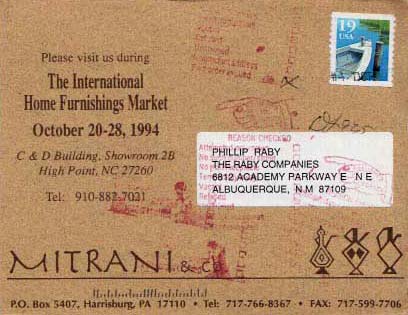 Please visit us during
The International
Home Furnishings Market
October 20-28, 1994
C & D Building, Showroom 2B
High Point, NC 27260
Tel: 910-882-7021
19
USA
REASON CHECKED
PHILLIP RABY
THE RABY COMPANIES
6812 ACADEMY PARKWAY E N E
ALBUQUERQUE, N.M 87109
MITRANI & Co
P.O. Box 5407, Harrisburg, PA 17110 • Tel: 717-766-8367 • FAX: 717-599-7706